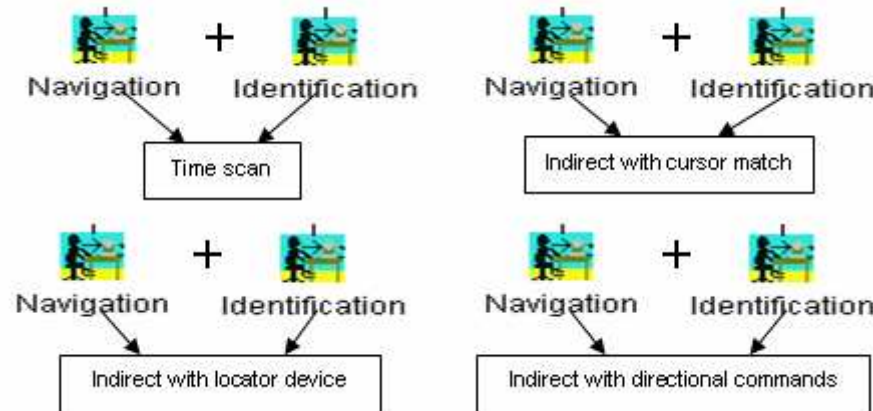 + +
Navigation Identification Navigation Identification
Time scan Indirect with cursor match
+ +
Navigation Identification Navigation Identification
Indirect with locator device Indirect with directional commands